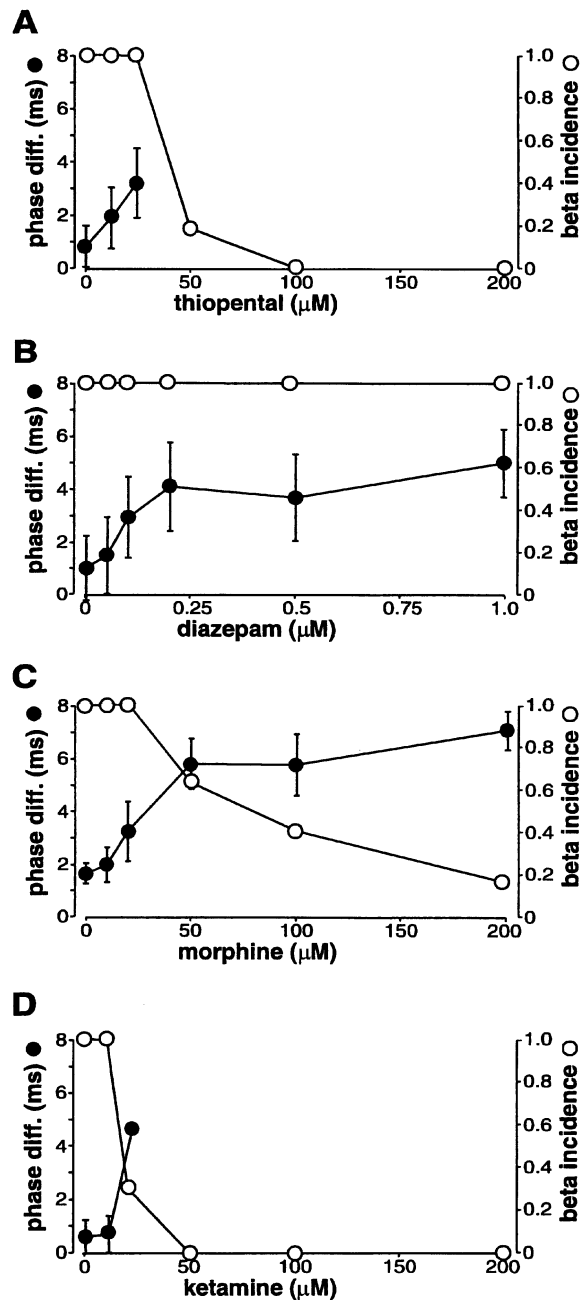 A
phase diff. (ms) ●
8
6
4
2
0
1.0
0.8
0.6
0.4
0.2
0
beta incidence ○
0 50 100 150 200
thiopental (μM)
B
phase diff. (ms) ●
8
6
4
2
0
1.0
0.8
0.6
0.4
0.2
0
beta incidence ○
0 0.25 0.5 0.75 1.0
diazepam (μM)
C
phase diff. (ms) ●
8
6
4
2
0
1.0
0.8
0.6
0.4
0.2
0
beta incidence ○
0 50 100 150 200
morphine (μM)
D
phase diff. (ms) ●
8
6
4
2
0
1.0
0.8
0.6
0.4
0.2
0
beta incidence ○
0 50 100 150 200
ketamine (μM)